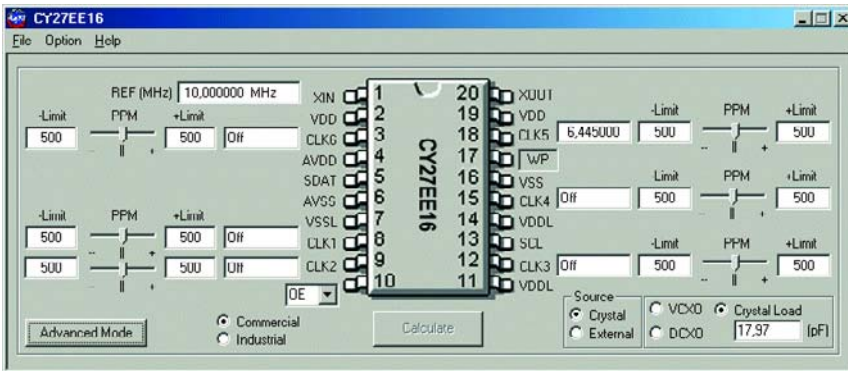 CY27EE16
File Option Help
REF (MHz) 10,000000 MHz
-Limit PPM +Limit
500 500 Off
-Limit PPM +Limit
500 500 Off
500 500 Off
OE
Advanced Mode
Commercial
Industrial
XIN
VDD
CLK6
AVDD
SDAT
AVSS
VSSL
CLK1
CLK2
1
2
3
4
5
6
7
8
9
10
CY27EE16
20
19
18
17
16
15
14
13
12
11
XOUT
VDD
CLK5 6,445000
WP
VSS
CLK4 Off
VDDL
SCL
CLK3 Off
VDDL
-Limit PPM +Limit
500 500
Limit PPM +Limit
500 500
-Limit PPM +Limit
500 500
Calculate
Source
Crystal
External
VCXO
DCXO
Crystal Load
17,97 (pF)